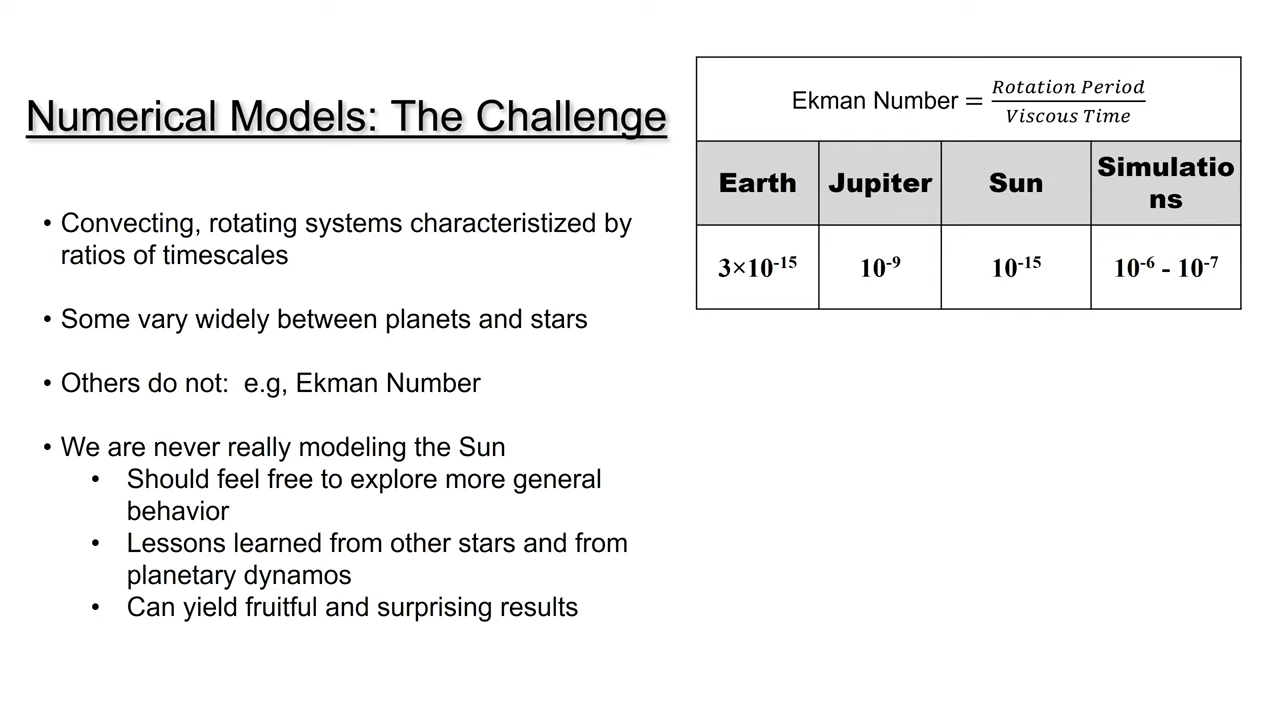 Numerical Models: The Challenge
• Convecting, rotating systems characteristized by
ratios of timescales
• Some vary widely between planets and stars
• Others do not:  e.g, Ekman Number
• We are never really modeling the Sun
• Should feel free to explore more general
behavior
• Lessons learned from other stars and from
planetary dynamos
• Can yield fruitful and surprising results
Ekman Number = Rotation Period / Viscous Time
Earth Jupiter Sun Simulatio
ns
3×10⁻¹⁵ 10⁻⁹ 10⁻¹⁵ 10⁻⁶ - 10⁻⁷